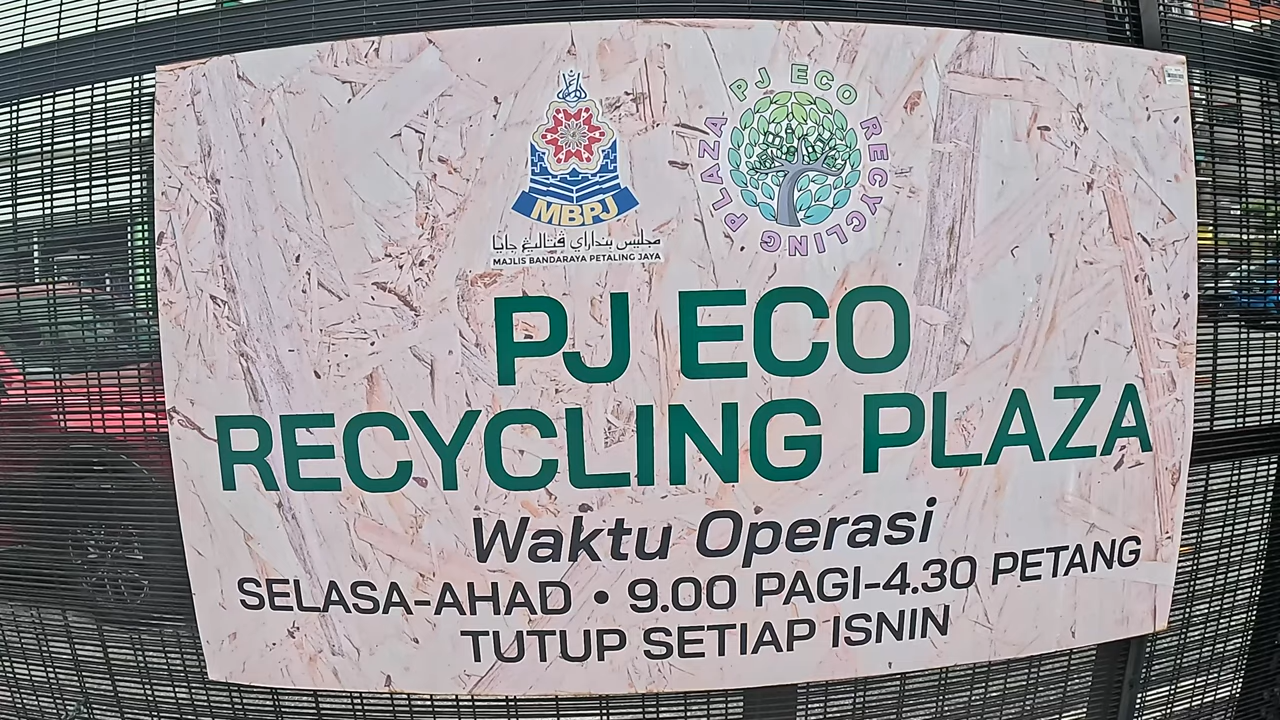 MBPJ
مجليس بنداراي ڤتاليڠ جايا
MAJLIS BANDARAYA PETALING JAYA
PJ ECO RECYCLING PLAZA
PJ ECO
RECYCLING PLAZA
Waktu Operasi
SELASA-AHAD • 9.00 PAGI-4.30 PETANG
TUTUP SETIAP ISNIN